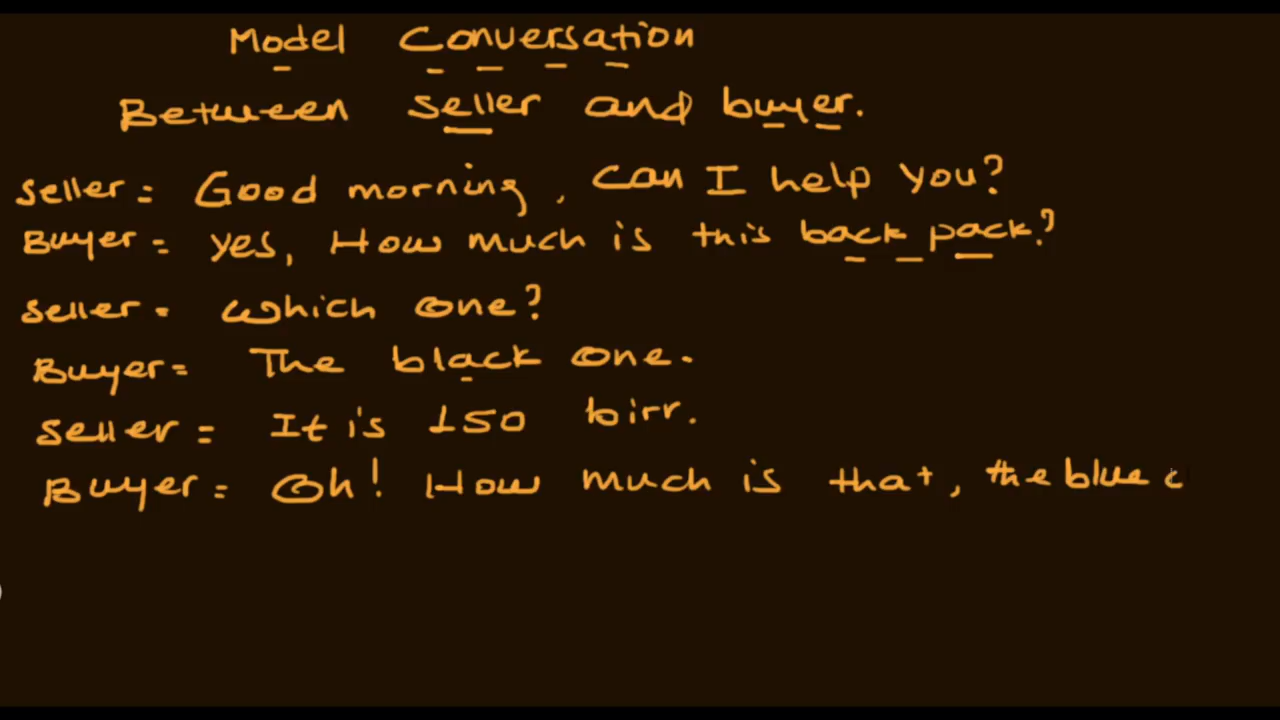 Model Conversation
Between seller and buyer.
seller = Good morning, Can I help you?
Buyer = yes, How much is this back pack?
seller = which one?
Buyer = The black one.
seller = It is 150 birr.
Buyer = Oh! How much is that, the blue